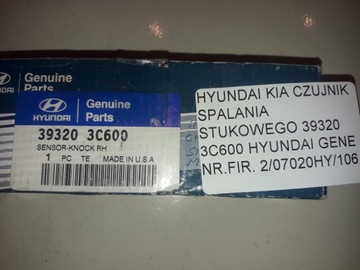 Genuine
Parts
HYUNDAI
Genuine
Parts
HYUNDAI
39320 3C600
SENSOR-KNOCK RH
1 PC TE MADE IN U.S.A
HYUNDAI KIA CZUJNIK
SPALANIA
STUKOWEGO 39320
3C600 HYUNDAI GENE
NR.FIR. 2/07020HY/106